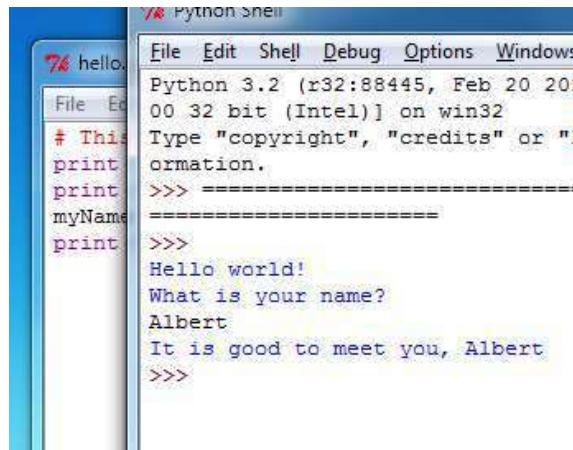 Python Shell
hello.
File Edit Shell Debug Options Windows
File
# This
print
print
myName
print
Python 3.2 (r32:88445, Feb 20 20
00 32 bit (Intel)] on win32
Type "copyright", "credits" or "
ormation.
>>> =============================
======================
>>>
Hello world!
What is your name?
Albert
It is good to meet you, Albert
>>>